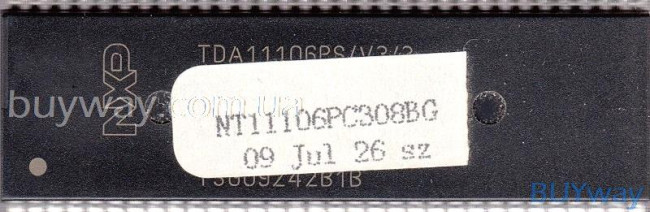 NXP
TDA11106PS/V3/3
buyway.com.ua
NT11106PC308BG
09 Jul 26 sz
BUYway